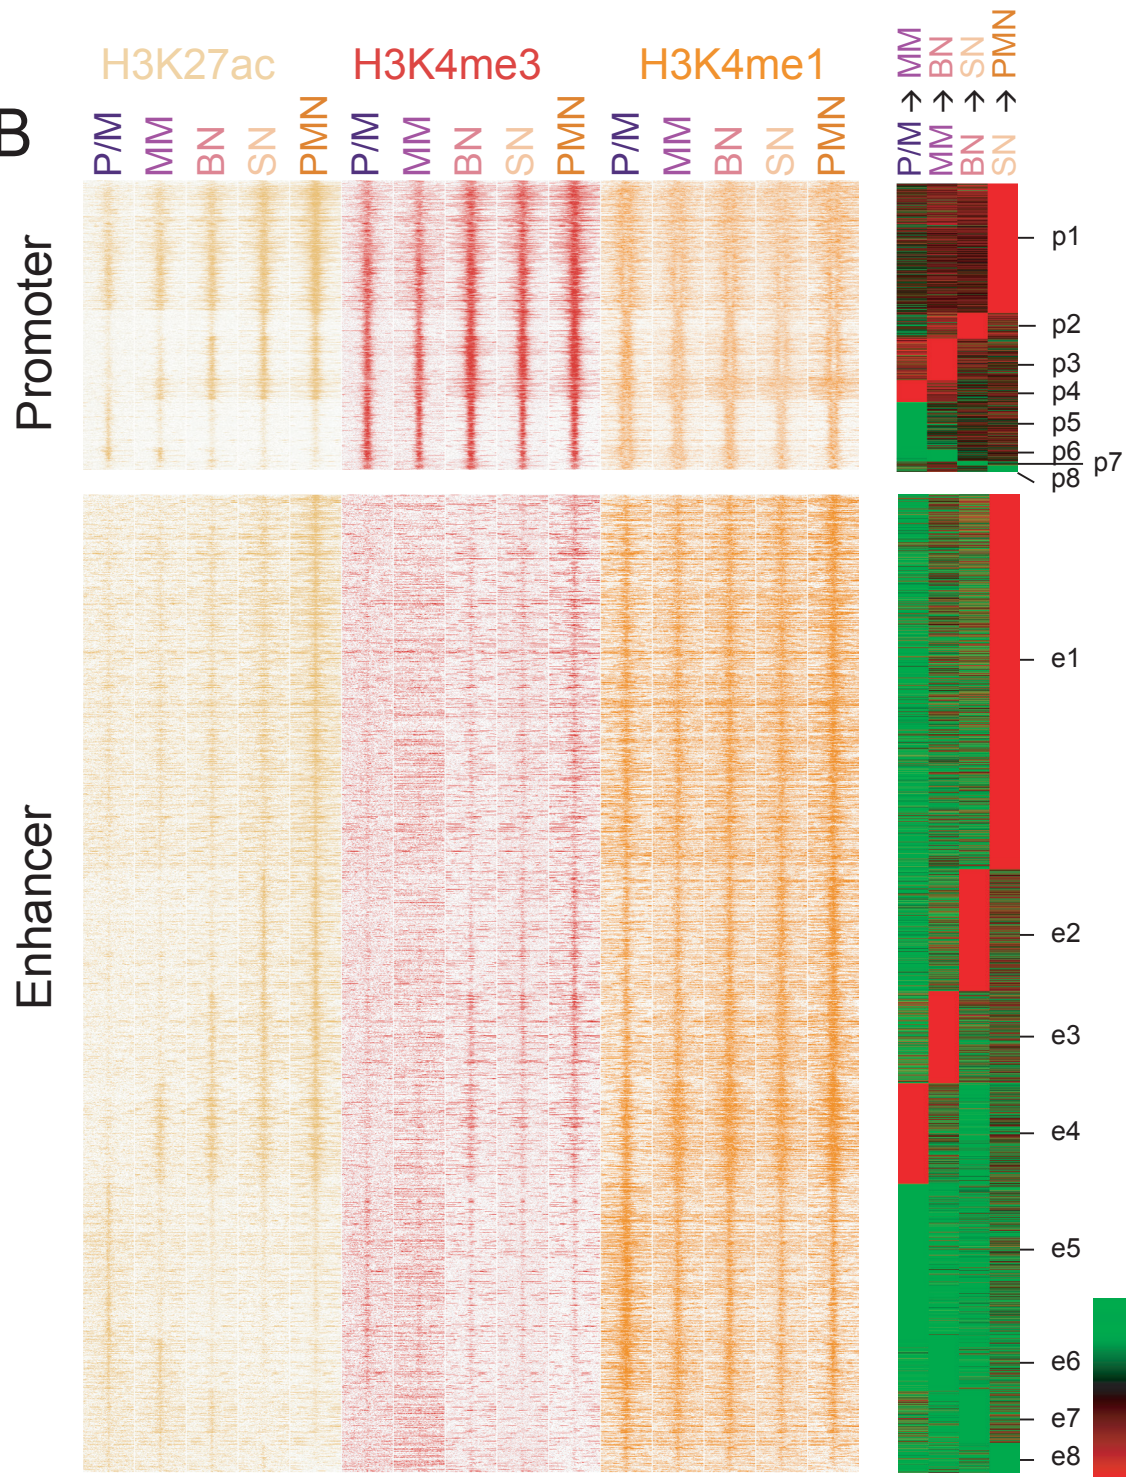 B
H3K27ac H3K4me3 H3K4me1
P/M MM BN SN PMN P/M MM BN SN PMN P/M MM BN SN PMN
P/M → MM
MM → BN
BN → SN
SN → PMN
Promoter
p1
p2
p3
p4
p5
p6
p7
p8
Enhancer
e1
e2
e3
e4
e5
e6
e7
e8